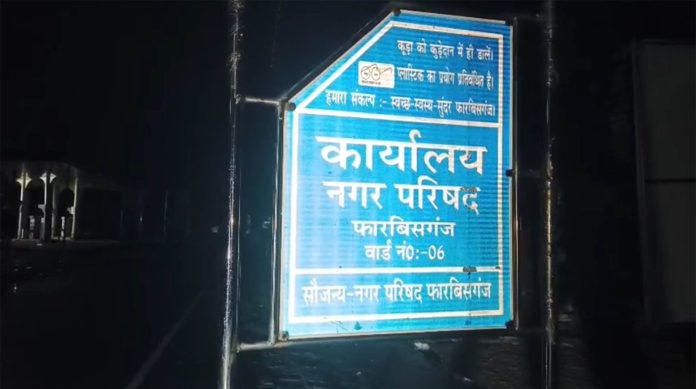 कूड़ा को कुड़ेदान में ही डालें।
प्लास्टिक का प्रयोग प्रतिबंधित है।
हमारा संकल्प :- स्वच्छ-स्वस्थ-सुंदर फारबिसगंज।
कार्यालय
नगर परिषद
फारबिसगंज
वार्ड नं०:-06
सौजन्य-नगर परिषद फारबिसगंज